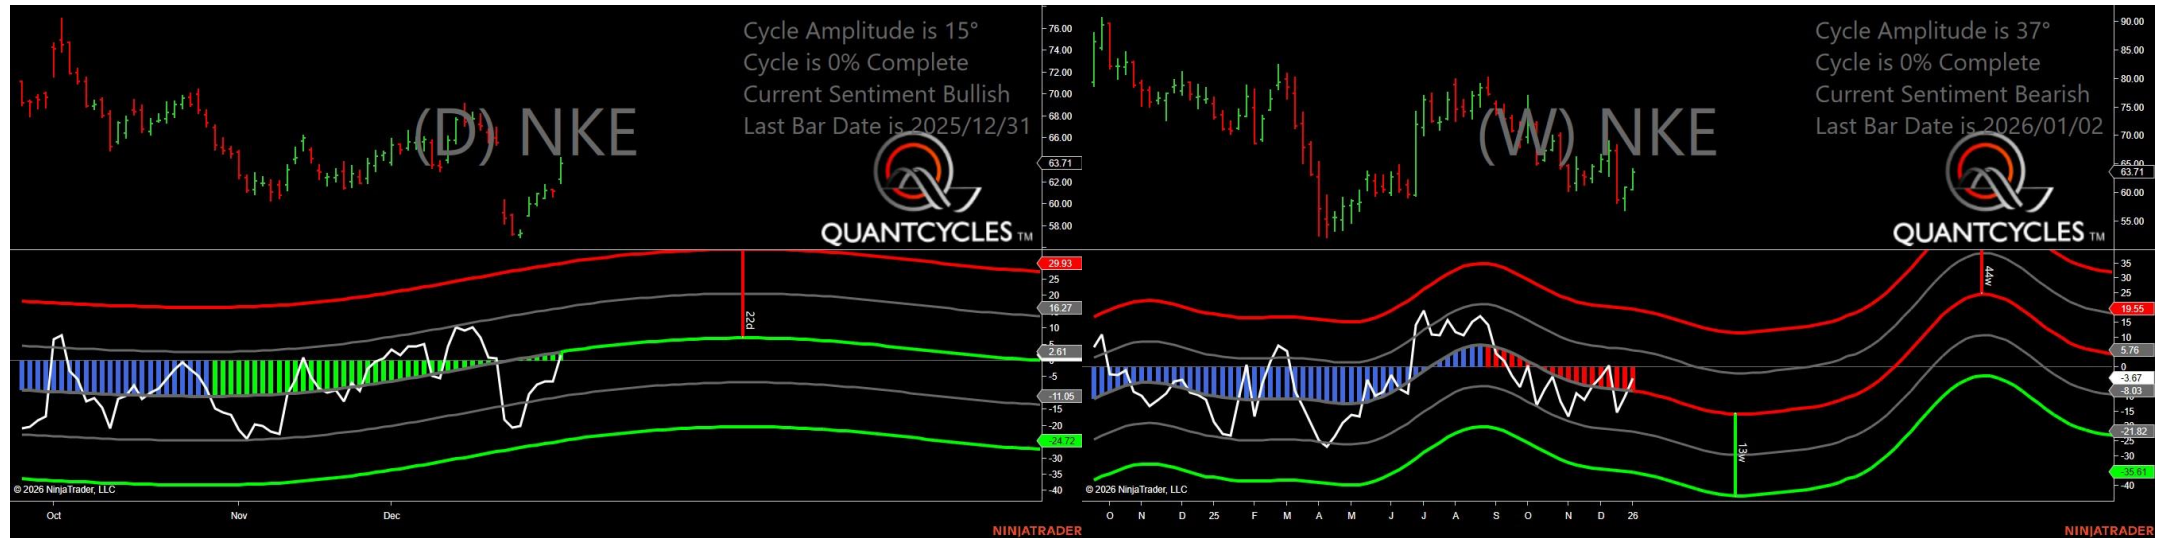 Cycle Amplitude is 15°
Cycle is 0% Complete
Current Sentiment Bullish
Last Bar Date is 2025/12/31
(D) NKE
QUANTCYCLES TM
76.00
74.00
72.00
70.00
68.00
66.00
63.71
62.00
60.00
58.00
22d
29.93
25
20
16.27
10
2.61
-5
-11.05
-15
-20
-24.72
-30
-35
-40
© 2026 NinjaTrader, LLC
Oct Nov Dec
NINJATRADER
Cycle Amplitude is 37°
Cycle is 0% Complete
Current Sentiment Bearish
Last Bar Date is 2026/01/02
(W) NKE
QUANTCYCLES TM
90.00
85.00
80.00
75.00
70.00
65.00
63.71
60.00
55.00
44w
13w
35
30
25
19.55
15
10
5.76
0
-3.67
-8.03
-15
-21.82
-25
-30
-35.61
-40
© 2026 NinjaTrader, LLC
O N D 25 F M A M J J A S O N D 26
NINJATRADER